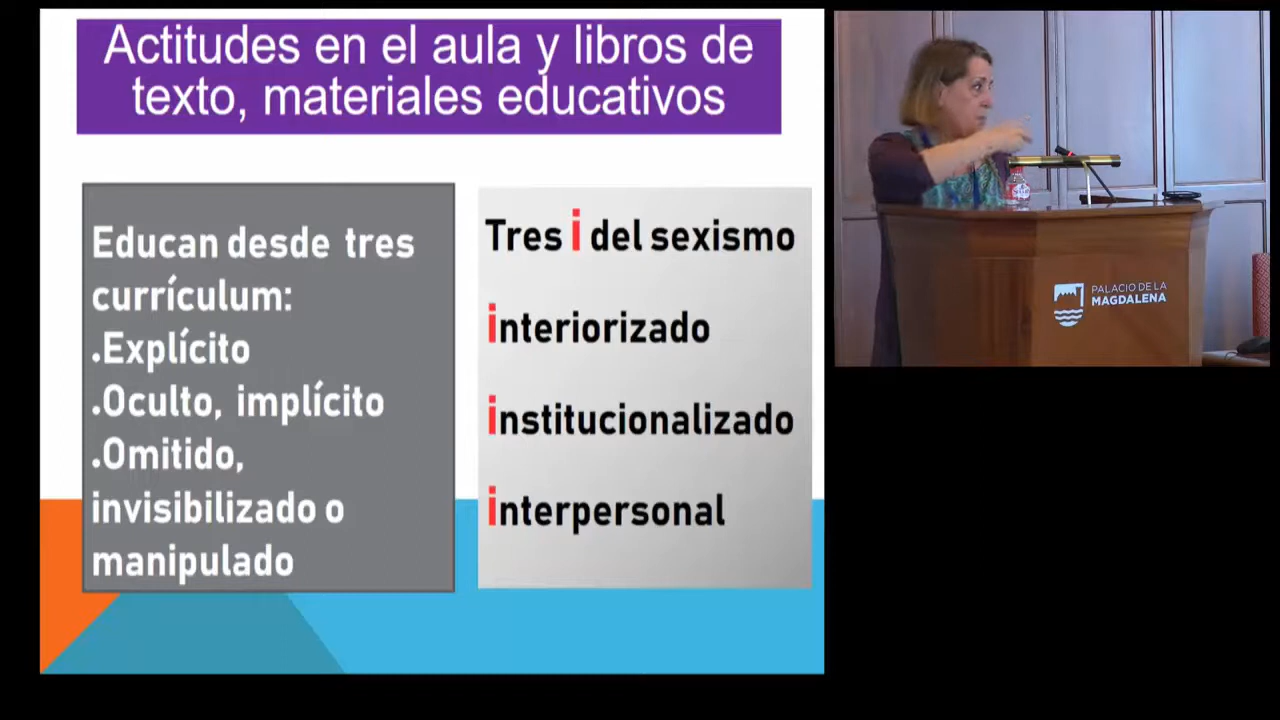 Actitudes en el aula y libros de
texto, materiales educativos
Educan desde tres
currículum:
.Explícito
.Oculto, implícito
.Omitido,
invisibilizado o
manipulado
Tres i del sexismo
interiorizado
institucionalizado
interpersonal
PALACIO DE LA
MAGDALENA